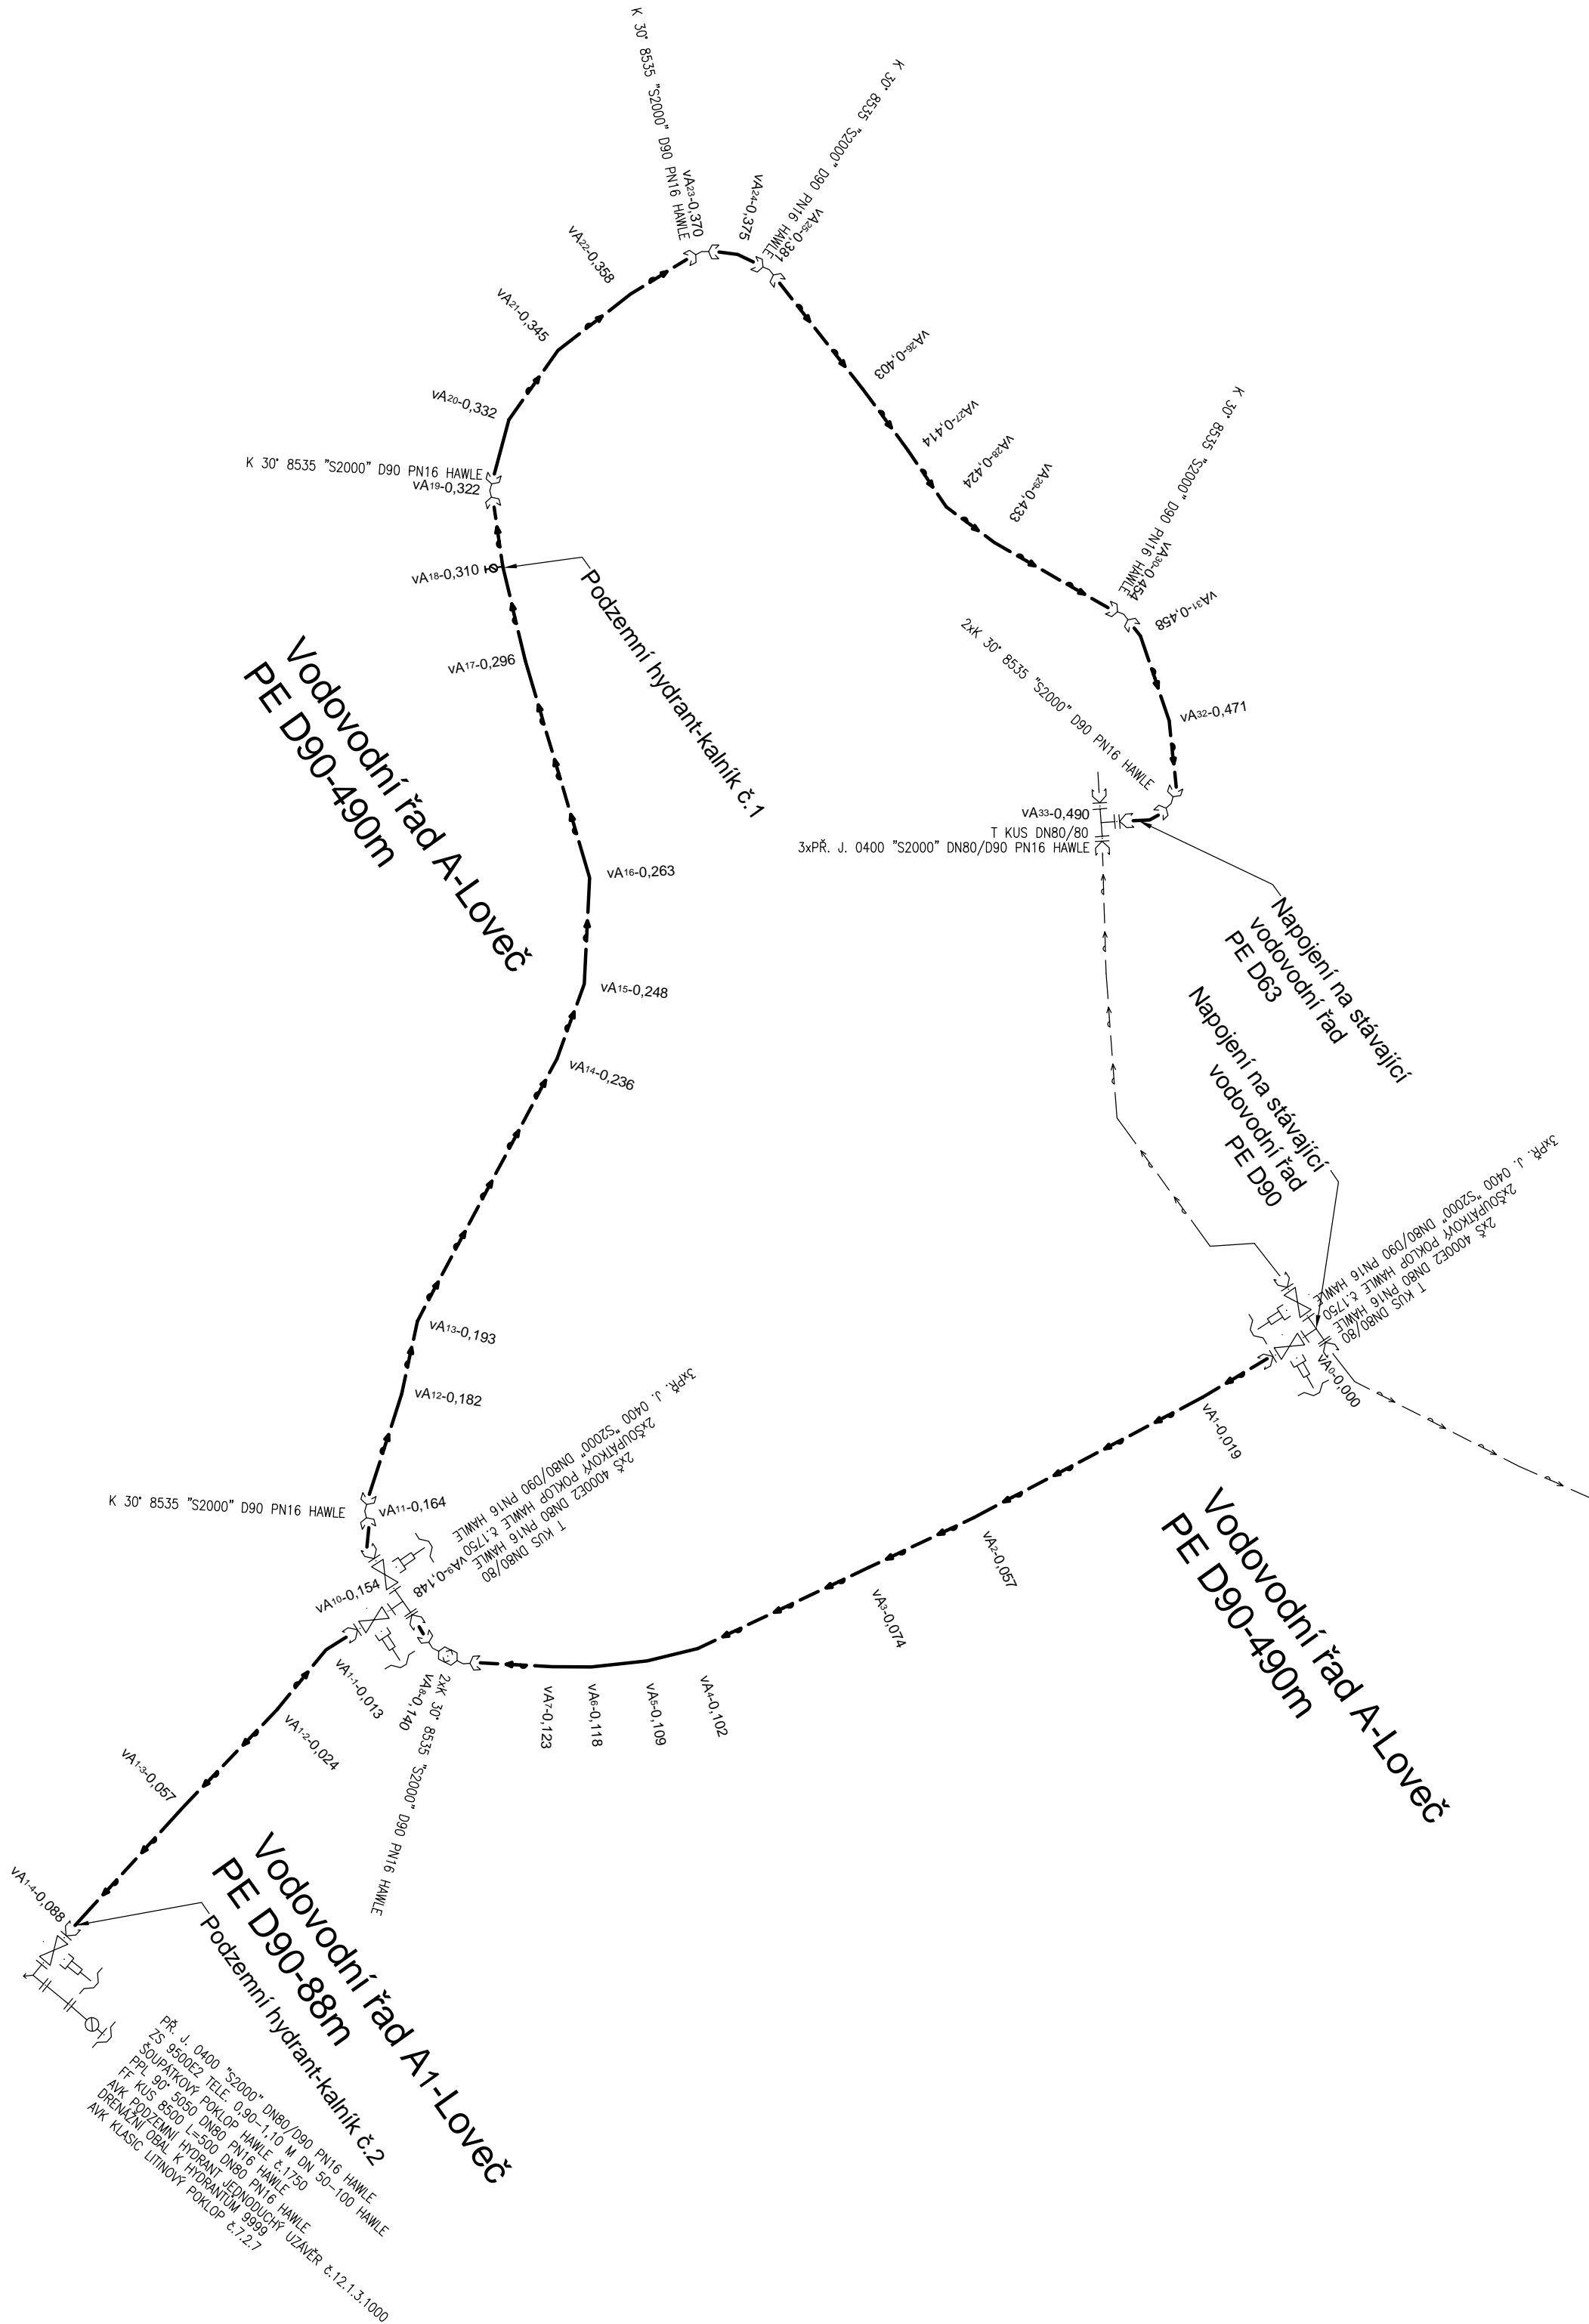 K 30° 8535 "S2000" D90 PN16 HAWLE
vA23-0,370
vA24-0,375
K 30° 8535 "S2000" D90 PN16 HAWLE
vA25-0,381
vA22-0,358
vA21-0,345
vA20-0,332
K 30° 8535 "S2000" D90 PN16 HAWLE
vA19-0,322
vA18-0,310
Podzemní hydrant-kalník č.1
vA17-0,296
Vodovodní řad A-Loveč
PE D90-490m
vA26-0,403
vA27-0,414
vA28-0,424
vA29-0,433
K 30° 8535 "S2000" D90 PN16 HAWLE
vA30-0,454
vA31-0,458
2xK 30° 8535 "S2000" D90 PN16 HAWLE
vA32-0,471
vA33-0,490
T KUS DN80/80
3xPŘ. J. 0400 "S2000" DN80/D90 PN16 HAWLE
Napojení na stávající
vodovodní řad
PE D63
Napojení na stávající
vodovodní řad
PE D90
vA16-0,263
vA15-0,248
vA14-0,236
vA13-0,193
vA12-0,182
K 30° 8535 "S2000" D90 PN16 HAWLE
vA11-0,164
3xPŘ. J. 0400 "S2000" DN80/D90 PN16 HAWLE
2xŠOUPÁTKOVÝ POKLOP HAWLE č.1750
2xŠ 4000E2 DN80 PN16 HAWLE
T KUS DN80/80
vA0-0,000
vA1-0,019
vA2-0,057
vA3-0,074
Vodovodní řad A-Loveč
PE D90-490m
3xPŘ. J. 0400 "S2000" DN80/D90 PN16 HAWLE
2xŠOUPÁTKOVÝ POKLOP HAWLE č.1750
2xŠ 4000E2 DN80 PN16 HAWLE
T KUS DN80/80
vA9-0,148
vA10-0,154
vA4-0,102
vA5-0,109
vA6-0,118
vA7-0,123
2xK 30° 8535 "S2000" D90 PN16 HAWLE
vA8-0,140
vA1-1-0,013
vA1-2-0,024
vA1-3-0,057
vA1-4-0,088
Vodovodní řad A1-Loveč
PE D90-88m
Podzemní hydrant-kalník č.2
PŘ. J. 0400 "S2000" DN80/D90 PN16 HAWLE
ZS 9500E2 TELE. 0,90-1,10 M DN 50-100 HAWLE
ŠOUPÁTKOVÝ POKLOP HAWLE č.1750
PPL 90° 5050 DN80 PN16 HAWLE
FF KUS 8500 L=500 DN80 PN16 HAWLE
AVK PODZEMNÍ HYDRANT JEDNODUCHÝ UZÁVĚR č.12.1.3.1000
DRENÁŽNÍ OBAL K HYDRANTŮM 9999
AVK KLASIC LITINOVÝ POKLOP č.7.2.7